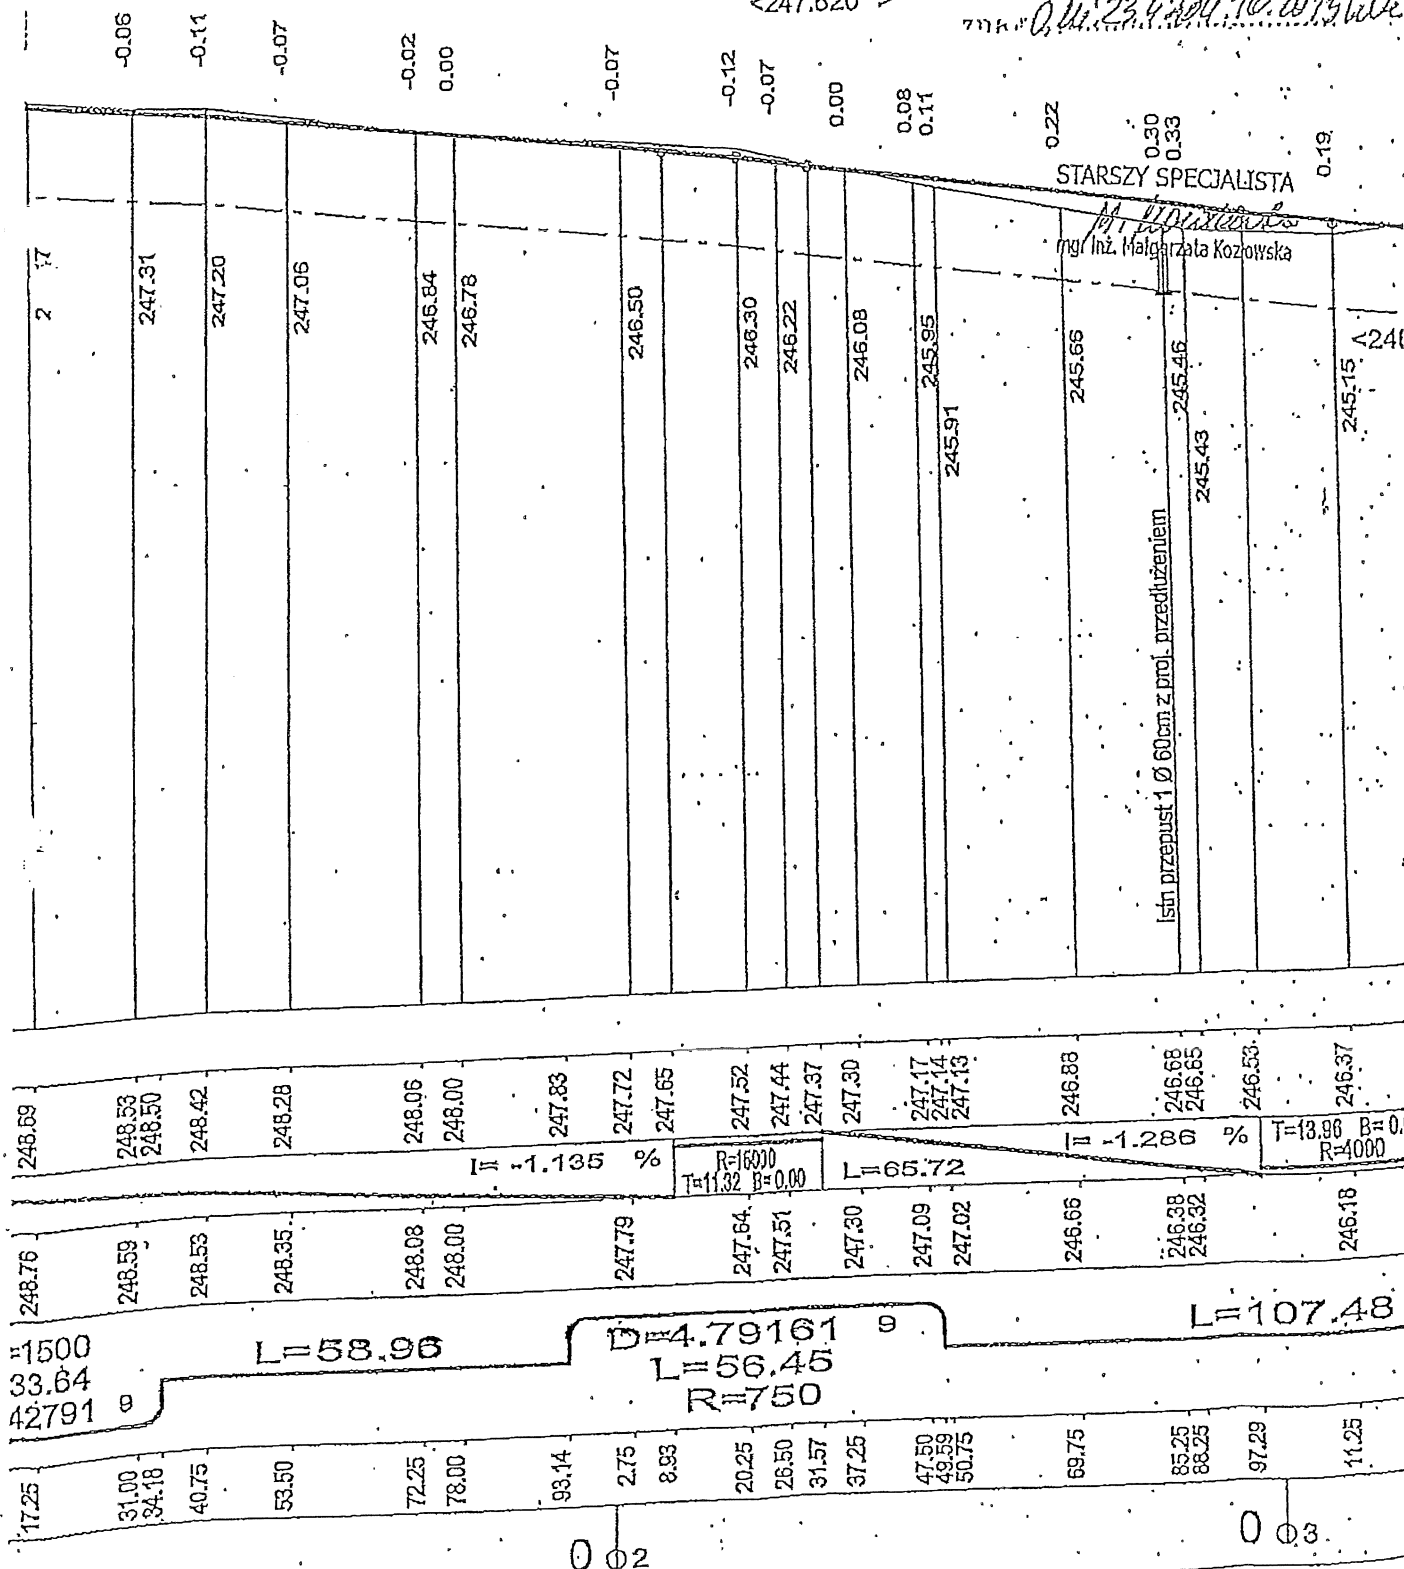 <247.620
-0.06 -0.11 -0.07 -0.02 0.00 -0.07 -0.12 -0.07 0.00 0.08 0.11 0.22 0.30 0.33 0.19
STARSZY SPECJALISTA
mgr Inż. Małgorzata Kozłowska
247.31 247.20 247.06 246.84 246.78 246.50 246.30 246.22 246.08 245.95 245.91 245.66 245.46 245.43 245.15
Istn przepust 1 Ø 60cm z proj. przedłużeniem
248.69 248.53 248.50 248.42 248.28 248.06 248.00 247.83 247.72 247.65 247.52 247.44 247.37 247.30 247.17 247.14 247.13 246.88 246.68 246.65 246.53 246.37
I= -1.135 %
R=16000
T=11.32 B=0,00
L=65.72
I= -1.286 %
T=13.96 B=0,
R=4000
248.76 248.59 248.53 248.35 248.08 248.00 247.79 247.64 247.51 247.30 247.09 247.02 246.66 246.38 246.32 246.18
=1500
33.64
42791 9
L=58.96
D=4.79161 9
L=56.45
R=750
L=107.48
17.25 31.00 34.18 40.75 53.50 72.25 78.00 93.14 2.75 8.93 20.25 26.50 31.57 37.25 47.50 49.59 50.75 69.75 85.25 88.25 97.29 11.25
0 2
0 3